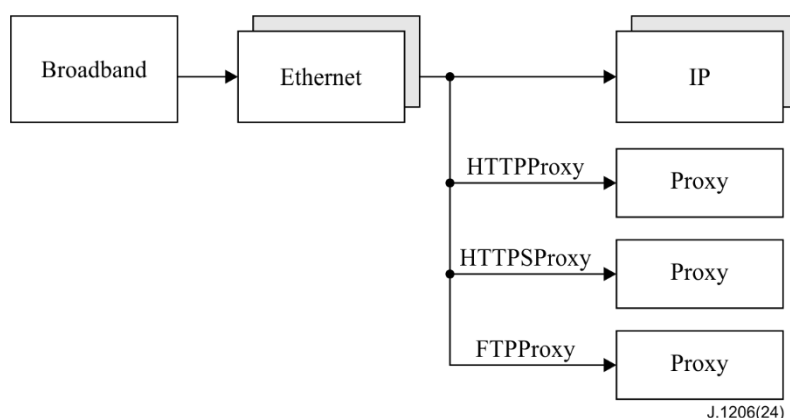 Broadband
Ethernet
IP
HTTPProxy
Proxy
HTTPSProxy
Proxy
FTPProxy
Proxy
J.1206(24)